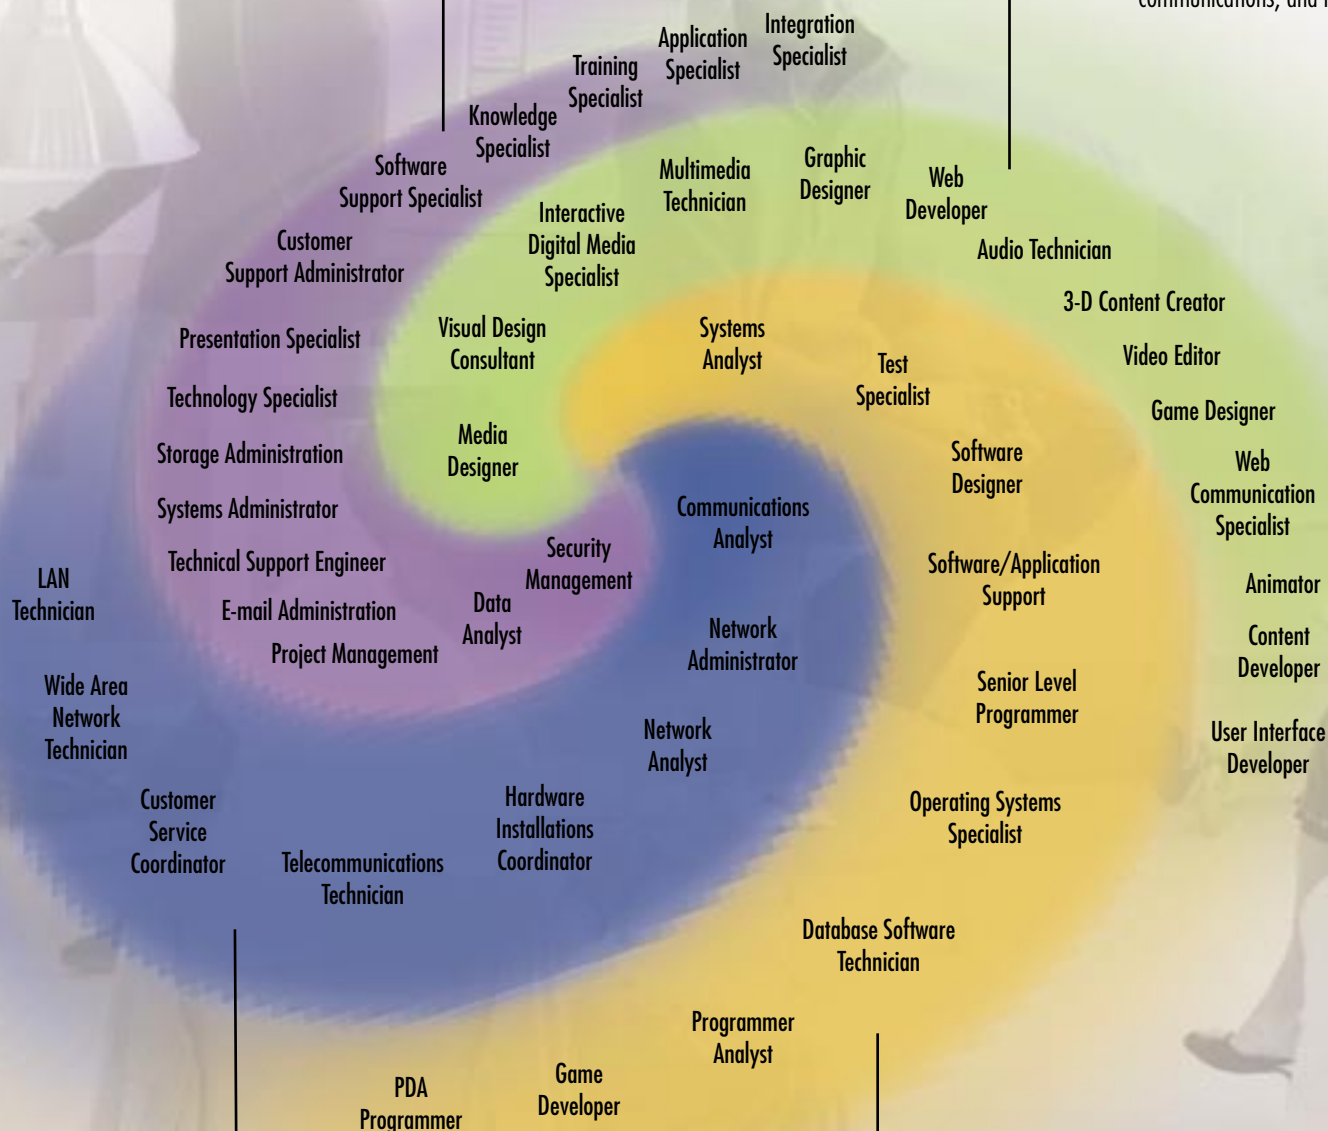 communications, and
Integration
Specialist
Application
Specialist
Training
Specialist
Knowledge
Specialist
Software
Support Specialist
Customer
Support Administrator
Presentation Specialist
Technology Specialist
Storage Administration
Systems Administrator
Technical Support Engineer
E-mail Administration
Project Management
Data
Analyst
Security
Management
Web
Developer
Graphic
Designer
Multimedia
Technician
Interactive
Digital Media
Specialist
Visual Design
Consultant
Media
Designer
Audio Technician
3-D Content Creator
Video Editor
Game Designer
Web
Communication
Specialist
Animator
Content
Developer
User Interface
Developer
Systems
Analyst
Test
Specialist
Software
Designer
Software/Application
Support
Senior Level
Programmer
Operating Systems
Specialist
Database Software
Technician
Programmer
Analyst
Game
Developer
PDA
Programmer
Communications
Analyst
Network
Administrator
Network
Analyst
Hardware
Installations
Coordinator
Telecommunications
Technician
Customer
Service
Coordinator
Wide Area
Network
Technician
LAN
Technician